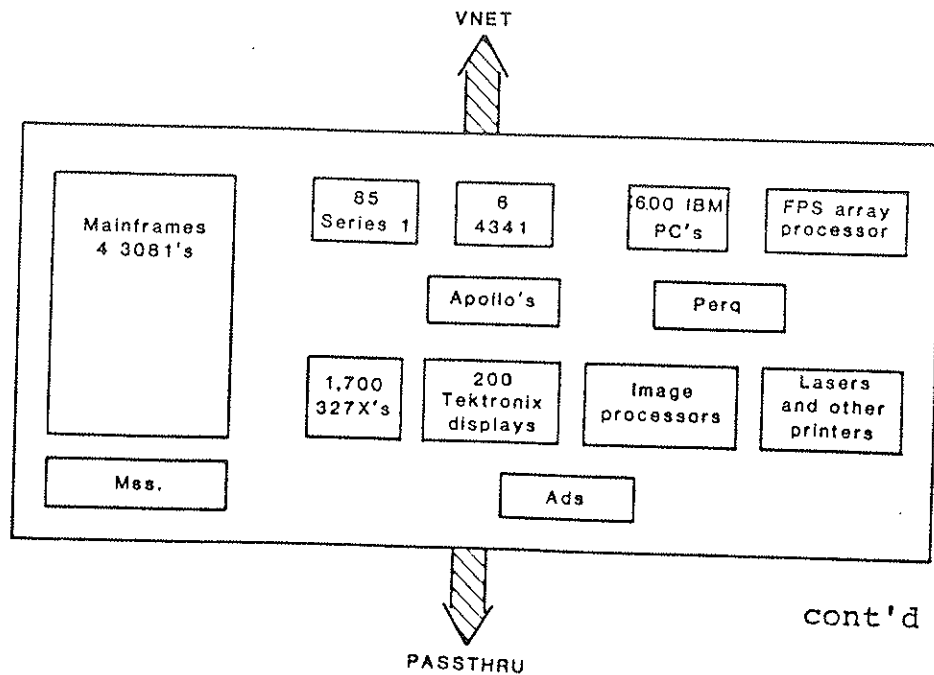 VNET
Mainframes
4 3081's
85
Series 1
6
4341
600 IBM
PC's
FPS array
processor
Apollo's
Perq
1,700
327X's
200
Tektronix
displays
Image
processors
Lasers
and other
printers
Mss.
Ads
cont'd
PASSTHRU